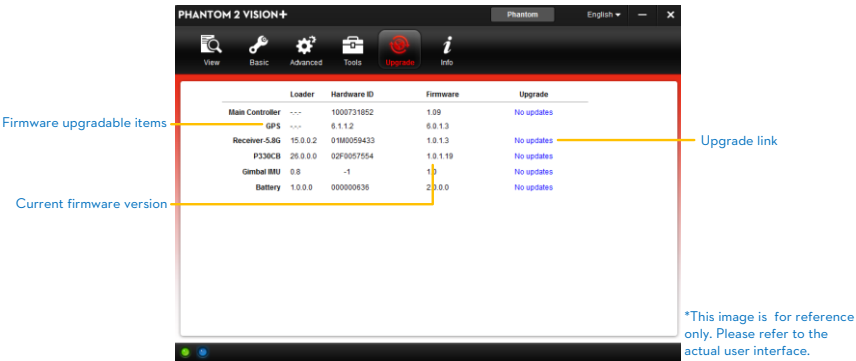 PHANTOM 2 VISION+
Phantom
English
View
Basic
Advanced
Tools
Upgrade
Info
Loader Hardware ID Firmware Upgrade
Main Controller -.-.- 1000731852 1.09 No updates
GPS -.-.- 6.1.1.2 6.0.1.3
Receiver-5.8G 15.0.0.2 01M0059433 1.0.1.3 No updates
P330CB 26.0.0.0 02F0057554 1.0.1.19 No updates
Gimbal IMU 0.8 -1 No updates
Battery 1.0.0.0 000000636 2.0.0.0 No updates
Firmware upgradable items
Current firmware version
Upgrade link
*This image is for reference
only. Please refer to the
actual user interface.